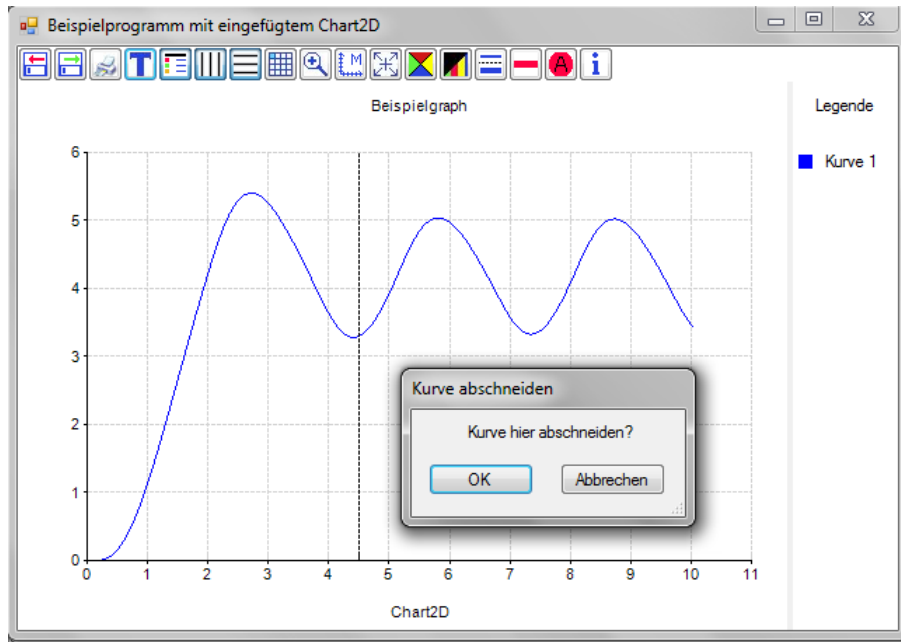 Beispielprogramm mit eingefügtem Chart2D
T M A i
Beispielgraph
Legende
Kurve 1
6
5
4
3
2
1
0
0 1 2 3 4 5 6 7 8 9 10 11
Chart2D
Kurve abschneiden
Kurve hier abschneiden?
OK Abbrechen